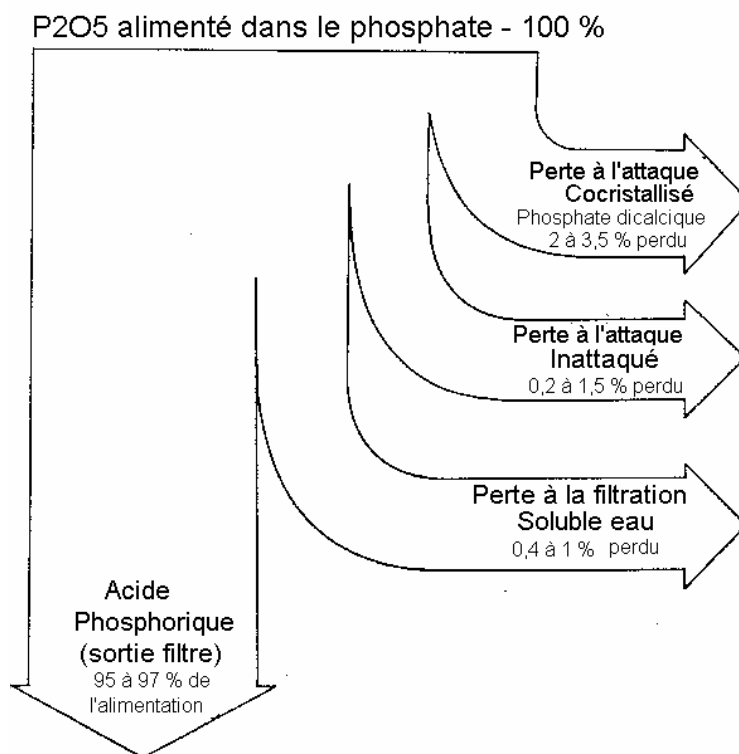 P2O5 alimenté dans le phosphate - 100 %
Perte à l'attaque
Cocristallisé
Phosphate dicalcique
2 à 3,5 % perdu
Perte à l'attaque
Inattaqué
0,2 à 1,5 % perdu
Perte à la filtration
Soluble eau
0,4 à 1 % perdu
Acide
Phosphorique
(sortie filtre)
95 à 97 % de
l'alimentation